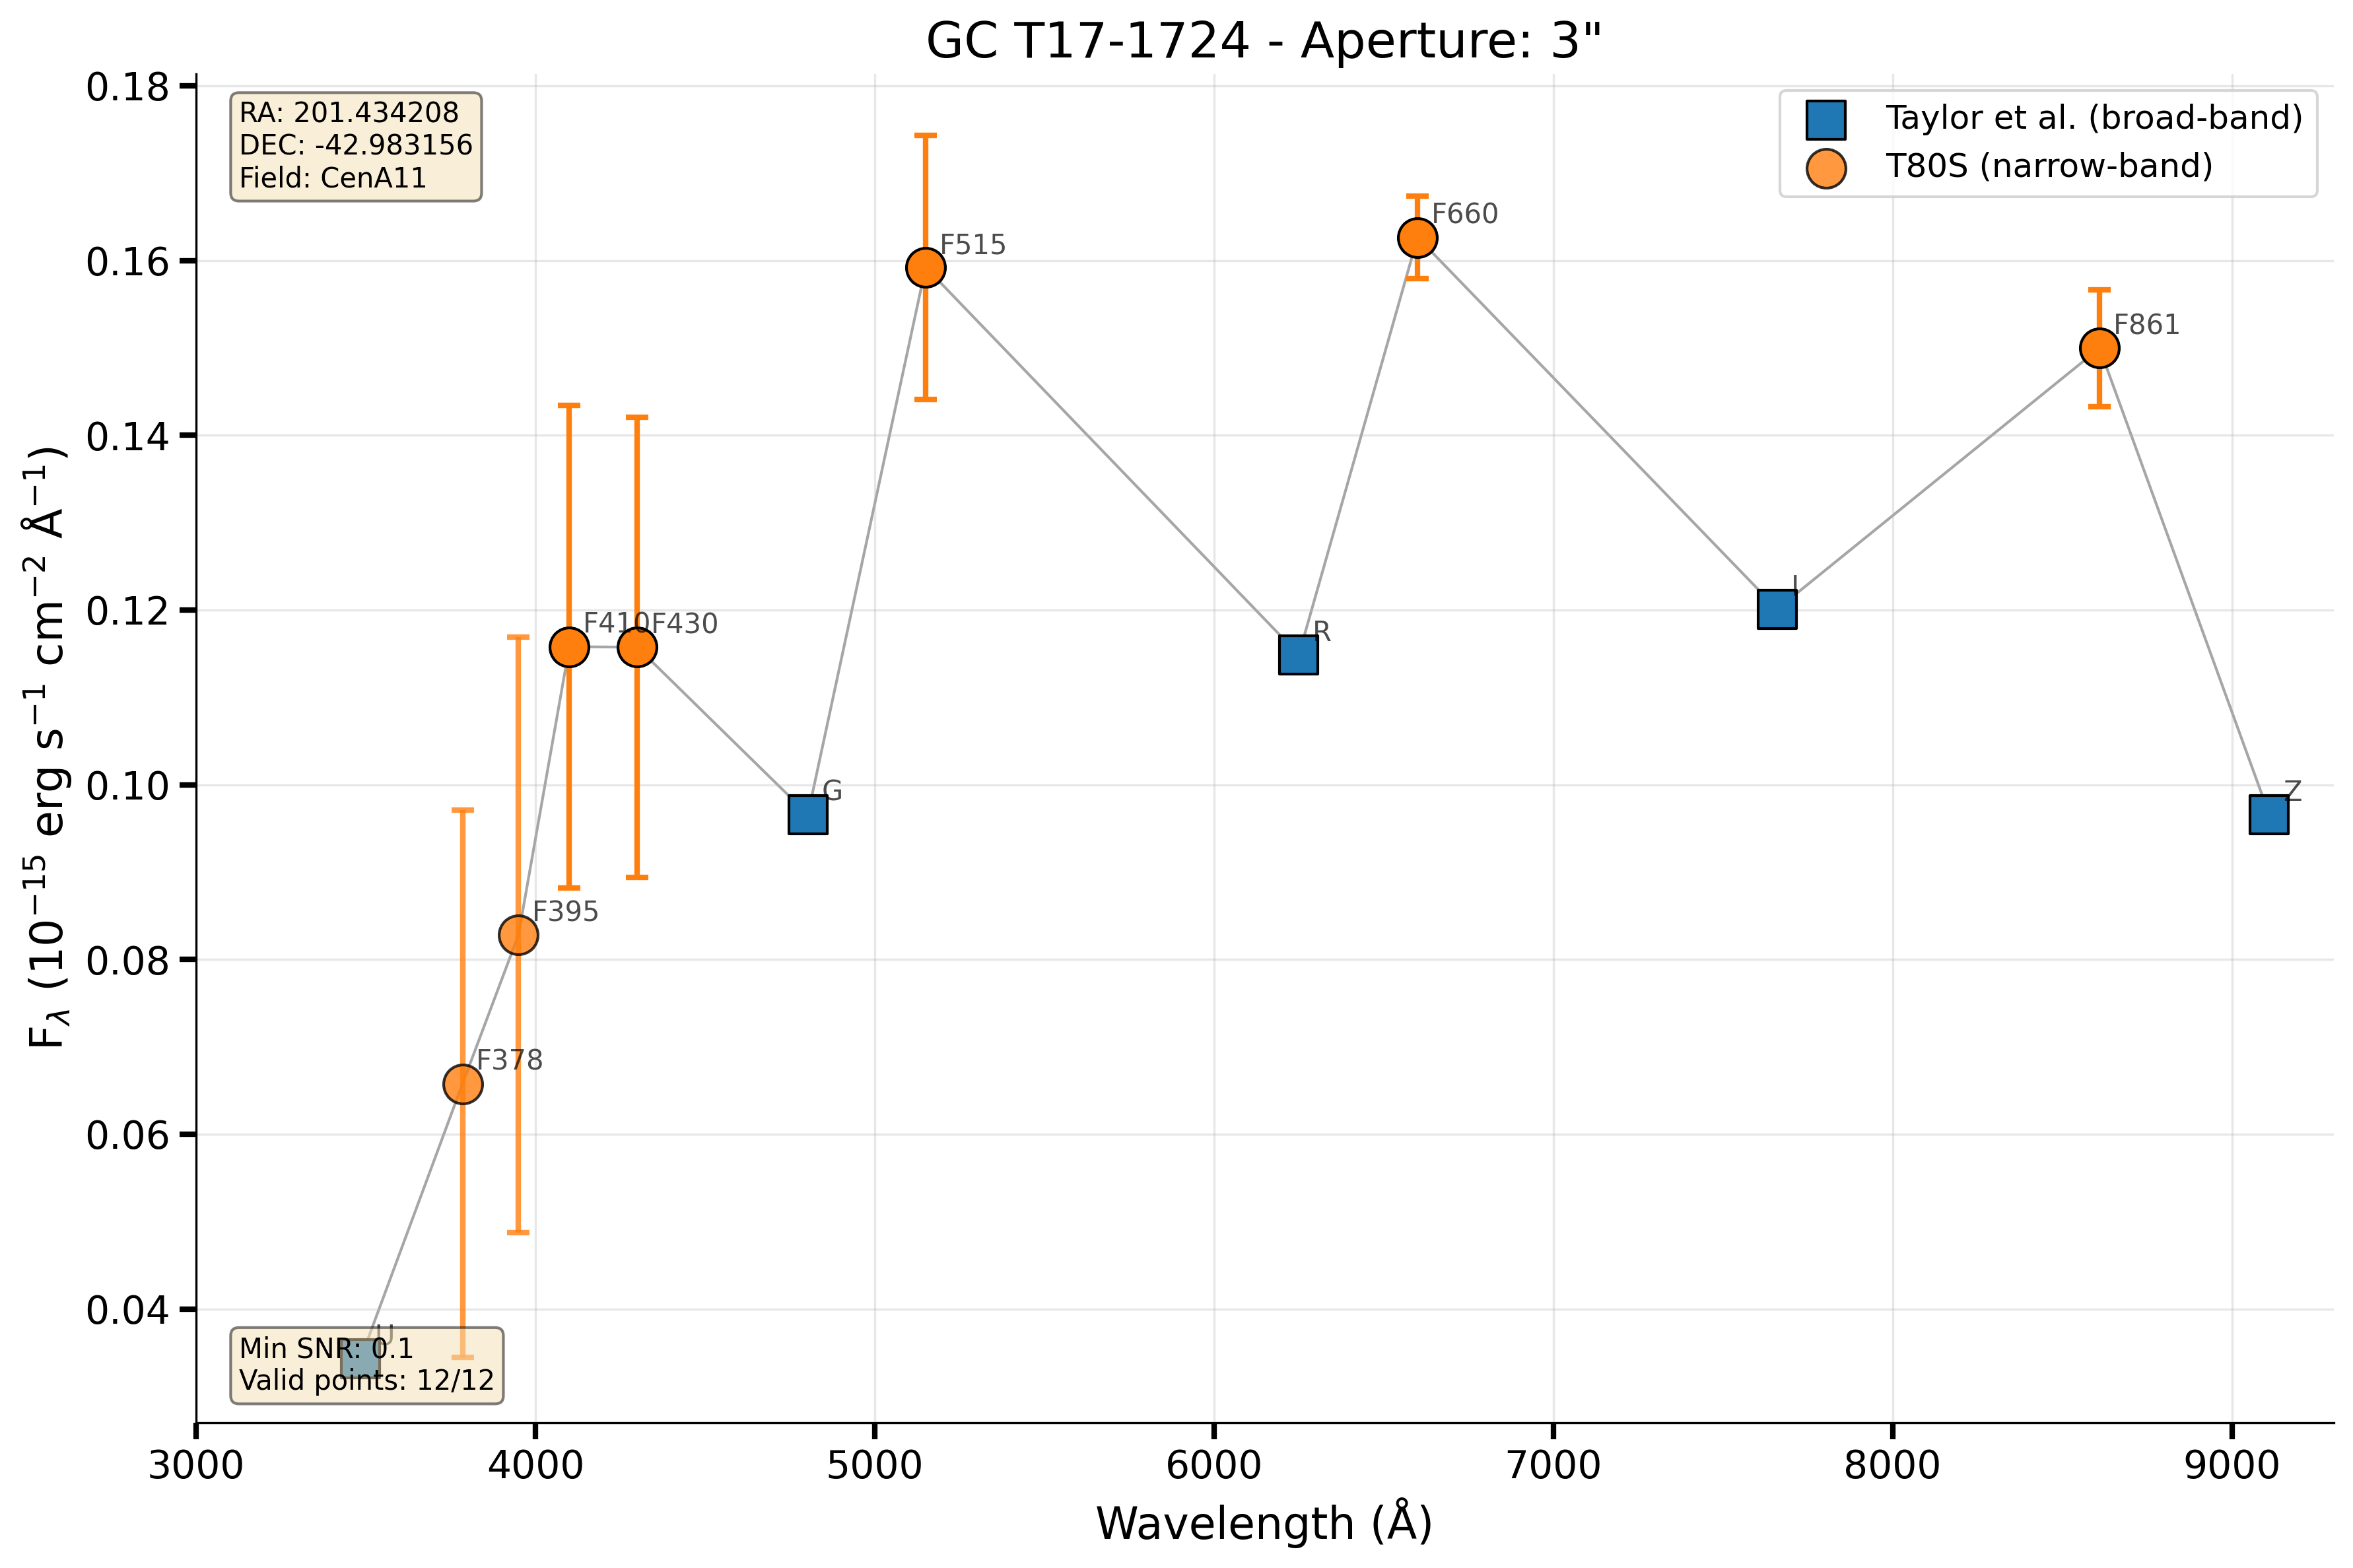 GC T17-1724 - Aperture: 3"
RA: 201.434208
DEC: -42.983156
Field: CenA11
Taylor et al. (broad-band)
T80S (narrow-band)
0.18
0.16
0.14
0.12
0.10
0.08
0.06
0.04
F_λ (10⁻¹⁵ erg s⁻¹ cm⁻² Å⁻¹)
U
F378
F395
F410
F430
G
F515
R
F660
I
F861
Z
Min SNR: 0.1
Valid points: 12/12
3000 4000 5000 6000 7000 8000 9000
Wavelength (Å)